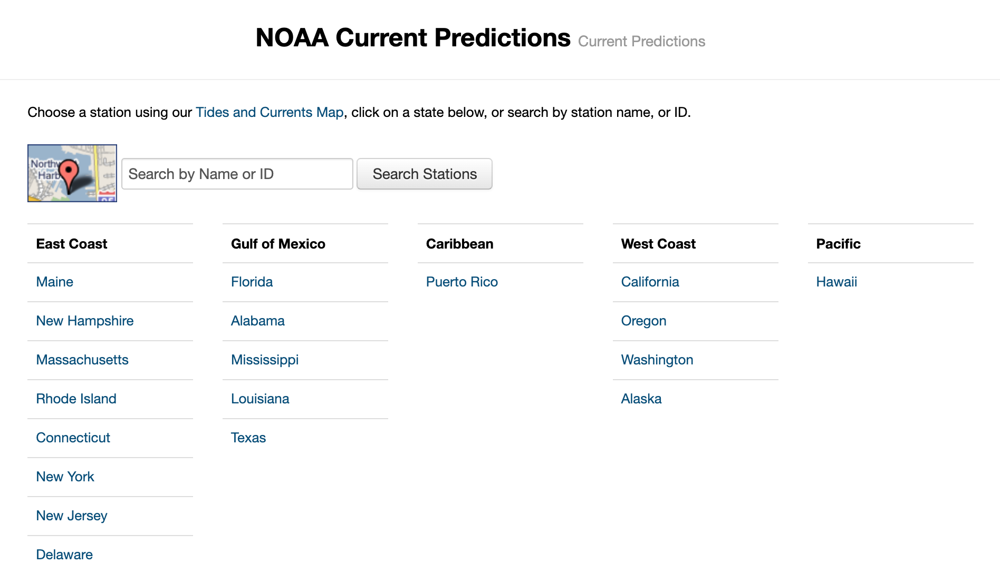 NOAA Current Predictions Current Predictions
Choose a station using our Tides and Currents Map, click on a state below, or search by station name, or ID.
Search by Name or ID
Search Stations
East Coast
Maine
New Hampshire
Massachusetts
Rhode Island
Connecticut
New York
New Jersey
Delaware
Gulf of Mexico
Florida
Alabama
Mississippi
Louisiana
Texas
Caribbean
Puerto Rico
West Coast
California
Oregon
Washington
Alaska
Pacific
Hawaii